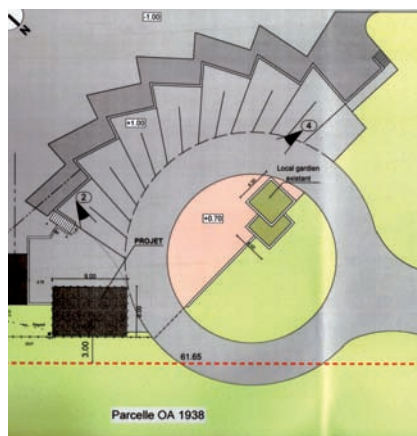 N
-1.00
+1.00
4
Local gardien
existant
2
+0.70
PROJET
9.00
3.00
61.65
Parcelle OA 1938